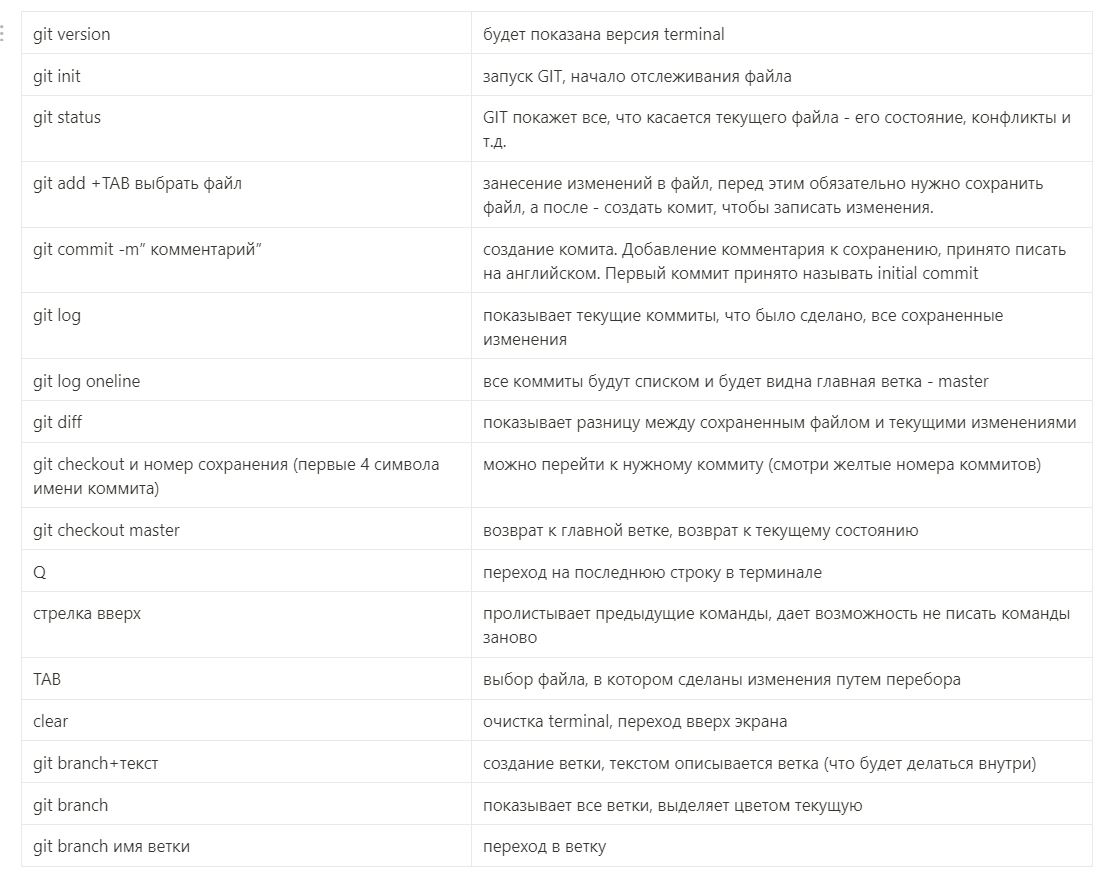 git version
будет показана версия terminal
git init
запуск GIT, начало отслеживания файла
git status
GIT покажет все, что касается текущего файла - его состояние, конфликты и
т.д.
git add +TAB выбрать файл
занесение изменений в файл, перед этим обязательно нужно сохранить
файл, а после - создать комит, чтобы записать изменения.
git commit -m” комментарий”
создание комита. Добавление комментария к сохранению, принято писать
на английском. Первый коммит принято называть initial commit
git log
показывает текущие коммиты, что было сделано, все сохраненные
изменения
git log oneline
все коммиты будут списком и будет видна главная ветка - master
git diff
показывает разницу между сохраненным файлом и текущими изменениями
git checkout и номер сохранения (первые 4 символа
имени коммита)
можно перейти к нужному коммиту (смотри желтые номера коммитов)
git checkout master
возврат к главной ветке, возврат к текущему состоянию
Q
переход на последнюю строку в терминале
стрелка вверх
пролистывает предыдущие команды, дает возможность не писать команды
заново
TAB
выбор файла, в котором сделаны изменения путем перебора
clear
очистка terminal, переход вверх экрана
git branch+текст
создание ветки, текстом описывается ветка (что будет делаться внутри)
git branch
показывает все ветки, выделяет цветом текущую
git branch имя ветки
переход в ветку